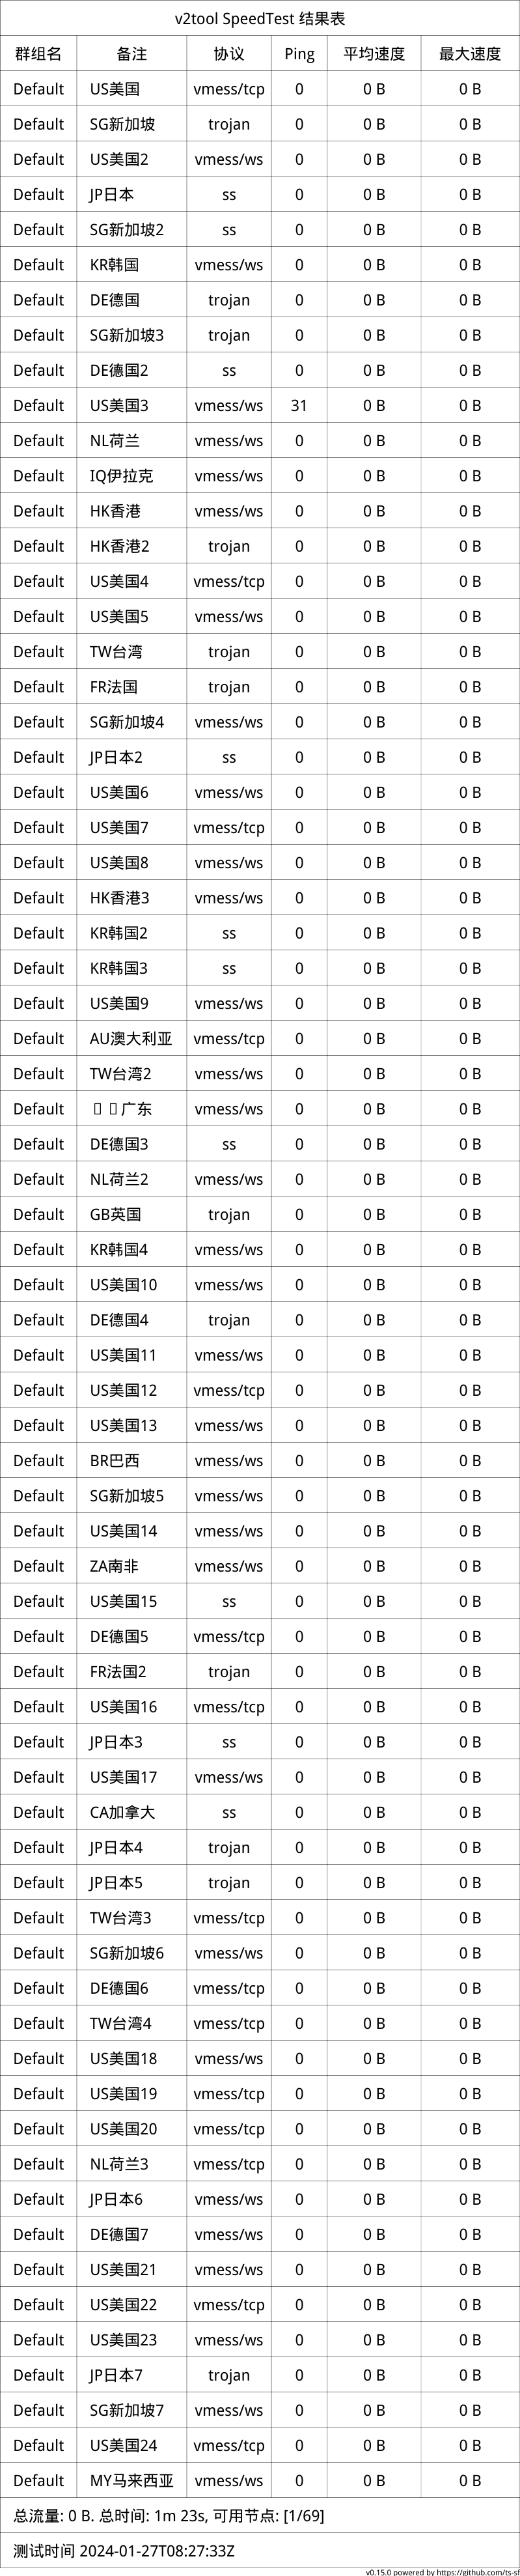 v2tool SpeedTest 结果表
群组名 备注 协议 Ping 平均速度 最大速度
Default US美国 vmess/tcp 0 0 B 0 B
Default SG新加坡 trojan 0 0 B 0 B
Default US美国2 vmess/ws 0 0 B 0 B
Default JP日本 ss 0 0 B 0 B
Default SG新加坡2 ss 0 0 B 0 B
Default KR韩国 vmess/ws 0 0 B 0 B
Default DE德国 trojan 0 0 B 0 B
Default SG新加坡3 trojan 0 0 B 0 B
Default DE德国2 ss 0 0 B 0 B
Default US美国3 vmess/ws 31 0 B 0 B
Default NL荷兰 vmess/ws 0 0 B 0 B
Default IQ伊拉克 vmess/ws 0 0 B 0 B
Default HK香港 vmess/ws 0 0 B 0 B
Default HK香港2 trojan 0 0 B 0 B
Default US美国4 vmess/tcp 0 0 B 0 B
Default US美国5 vmess/ws 0 0 B 0 B
Default TW台湾 trojan 0 0 B 0 B
Default FR法国 trojan 0 0 B 0 B
Default SG新加坡4 vmess/ws 0 0 B 0 B
Default JP日本2 ss 0 0 B 0 B
Default US美国6 vmess/ws 0 0 B 0 B
Default US美国7 vmess/tcp 0 0 B 0 B
Default US美国8 vmess/ws 0 0 B 0 B
Default HK香港3 vmess/ws 0 0 B 0 B
Default KR韩国2 ss 0 0 B 0 B
Default KR韩国3 ss 0 0 B 0 B
Default US美国9 vmess/ws 0 0 B 0 B
Default AU澳大利亚 vmess/tcp 0 0 B 0 B
Default TW台湾2 vmess/ws 0 0 B 0 B
Default 广东 vmess/ws 0 0 B 0 B
Default DE德国3 ss 0 0 B 0 B
Default NL荷兰2 vmess/ws 0 0 B 0 B
Default GB英国 trojan 0 0 B 0 B
Default KR韩国4 vmess/ws 0 0 B 0 B
Default US美国10 vmess/ws 0 0 B 0 B
Default DE德国4 trojan 0 0 B 0 B
Default US美国11 vmess/ws 0 0 B 0 B
Default US美国12 vmess/tcp 0 0 B 0 B
Default US美国13 vmess/ws 0 0 B 0 B
Default BR巴西 vmess/ws 0 0 B 0 B
Default SG新加坡5 vmess/ws 0 0 B 0 B
Default US美国14 vmess/ws 0 0 B 0 B
Default ZA南非 vmess/ws 0 0 B 0 B
Default US美国15 ss 0 0 B 0 B
Default DE德国5 vmess/tcp 0 0 B 0 B
Default FR法国2 trojan 0 0 B 0 B
Default US美国16 vmess/tcp 0 0 B 0 B
Default JP日本3 ss 0 0 B 0 B
Default US美国17 vmess/ws 0 0 B 0 B
Default CA加拿大 ss 0 0 B 0 B
Default JP日本4 trojan 0 0 B 0 B
Default JP日本5 trojan 0 0 B 0 B
Default TW台湾3 vmess/tcp 0 0 B 0 B
Default SG新加坡6 vmess/ws 0 0 B 0 B
Default DE德国6 vmess/tcp 0 0 B 0 B
Default TW台湾4 vmess/tcp 0 0 B 0 B
Default US美国18 vmess/ws 0 0 B 0 B
Default US美国19 vmess/tcp 0 0 B 0 B
Default US美国20 vmess/tcp 0 0 B 0 B
Default NL荷兰3 vmess/tcp 0 0 B 0 B
Default JP日本6 vmess/ws 0 0 B 0 B
Default DE德国7 vmess/ws 0 0 B 0 B
Default US美国21 vmess/ws 0 0 B 0 B
Default US美国22 vmess/tcp 0 0 B 0 B
Default US美国23 vmess/ws 0 0 B 0 B
Default JP日本7 trojan 0 0 B 0 B
Default SG新加坡7 vmess/ws 0 0 B 0 B
Default US美国24 vmess/tcp 0 0 B 0 B
Default MY马来西亚 vmess/ws 0 0 B 0 B
总流量: 0 B. 总时间: 1m 23s, 可用节点: [1/69]
测试时间 2024-01-27T08:27:33Z
v0.15.0 powered by https://github.com/ts-sf